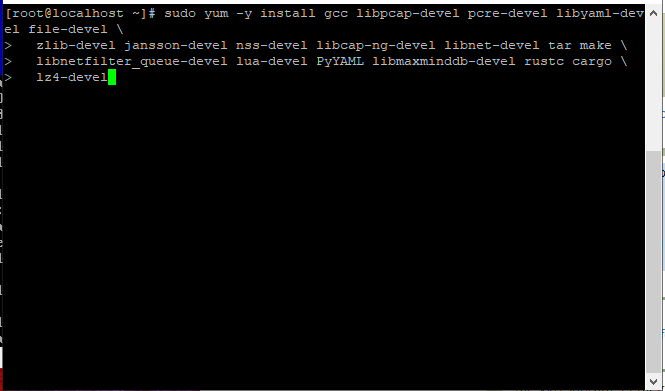 [root@localhost ~]# sudo yum -y install gcc libpcap-devel pcre-devel libyaml-dev
el file-devel \
>   zlib-devel jansson-devel nss-devel libcap-ng-devel libnet-devel tar make \
>   libnetfilter_queue-devel lua-devel PyYAML libmaxminddb-devel rustc cargo \
>   lz4-devel